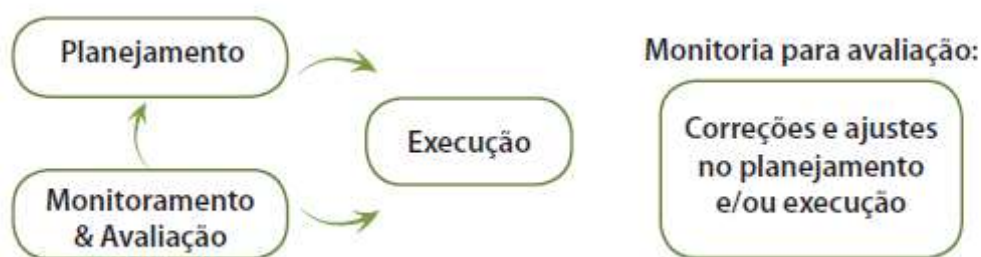 Planejamento
Monitoramento
& Avaliação
Execução
Monitoria para avaliação:
Correções e ajustes
no planejamento
e/ou execução